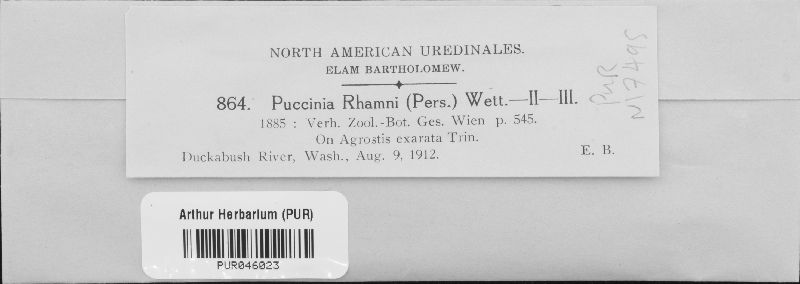 NORTH AMERICAN UREDINALES.
ELAM BARTHOLOMEW.
864. Puccinia Rhamni (Pers.) Wett.—II—III.
1885 : Verh. Zool.-Bot. Ges. Wien p. 545.
On Agrostis exarata Trin.
Duckabush River, Wash., Aug. 9, 1912. E. B.
PUR
N17495
Arthur Herbarium (PUR)
PUR046023